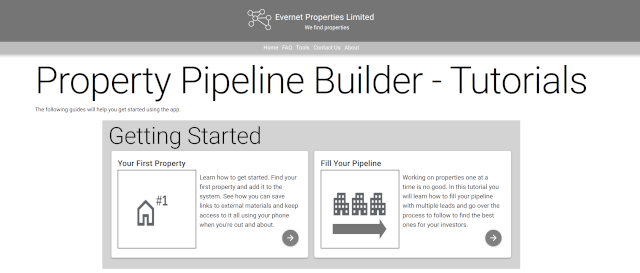 Evernet Properties Limited
We find properties
Home FAQ Tools Contact Us About
Property Pipeline Builder - Tutorials
The following guides will help you get started using the app.
Getting Started
Your First Property
#1
Learn how to get started. Find your
first property and add it to the
system. See how you can save
links to external materials and keep
access to it all using your phone
when you're out and about.
Fill Your Pipeline
Working on properties one at a
time is no good. In this tutorial you
will learn how to fill your pipeline
with multiple leads and go over the
process to follow to find the best
ones for your investors.